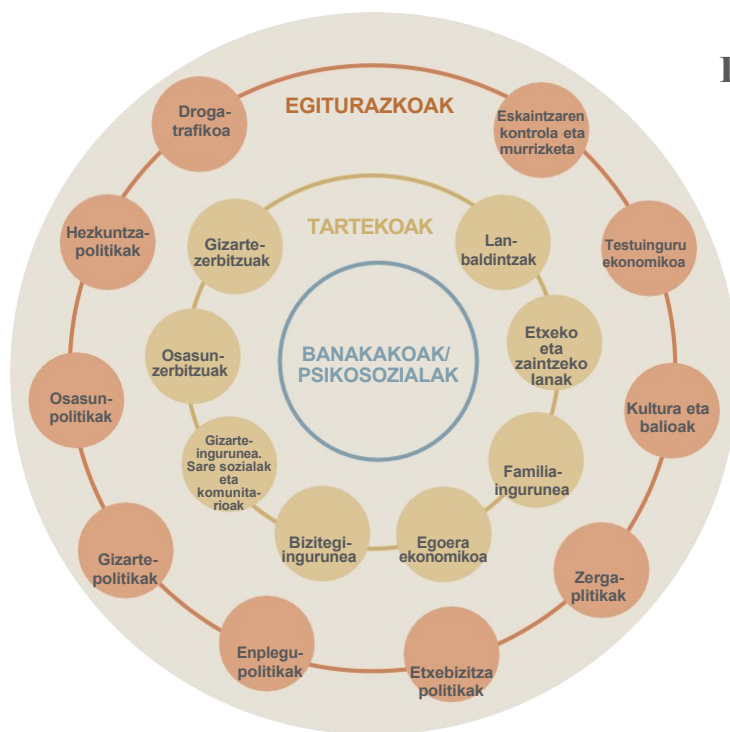 EGITURAZKOAK
Droga-
trafikoa
Eskaintzaren
kontrola eta
murrizketa
Hezkuntza-
politikak
Testuinguru
ekonomikoa
Osasun-
politikak
Kultura eta
balioak
Gizarte-
politikak
Zerga-
plitikak
Enplegu-
politikak
Etxebizitza
politikak
TARTEKOAK
Gizarte-
zerbitzuak
Lan-
baldintzak
Osasun-
zerbitzuak
Etxeko
eta
zaintzeko
lanak
Gizarte-
ingurunea.
Sare sozialak
eta
komunita-
rioak
Familia-
ingurunea
Bizitegi-
ingurunea
Egoera
ekonomikoa
BANAKAKOAK/
PSIKOSOZIALAK